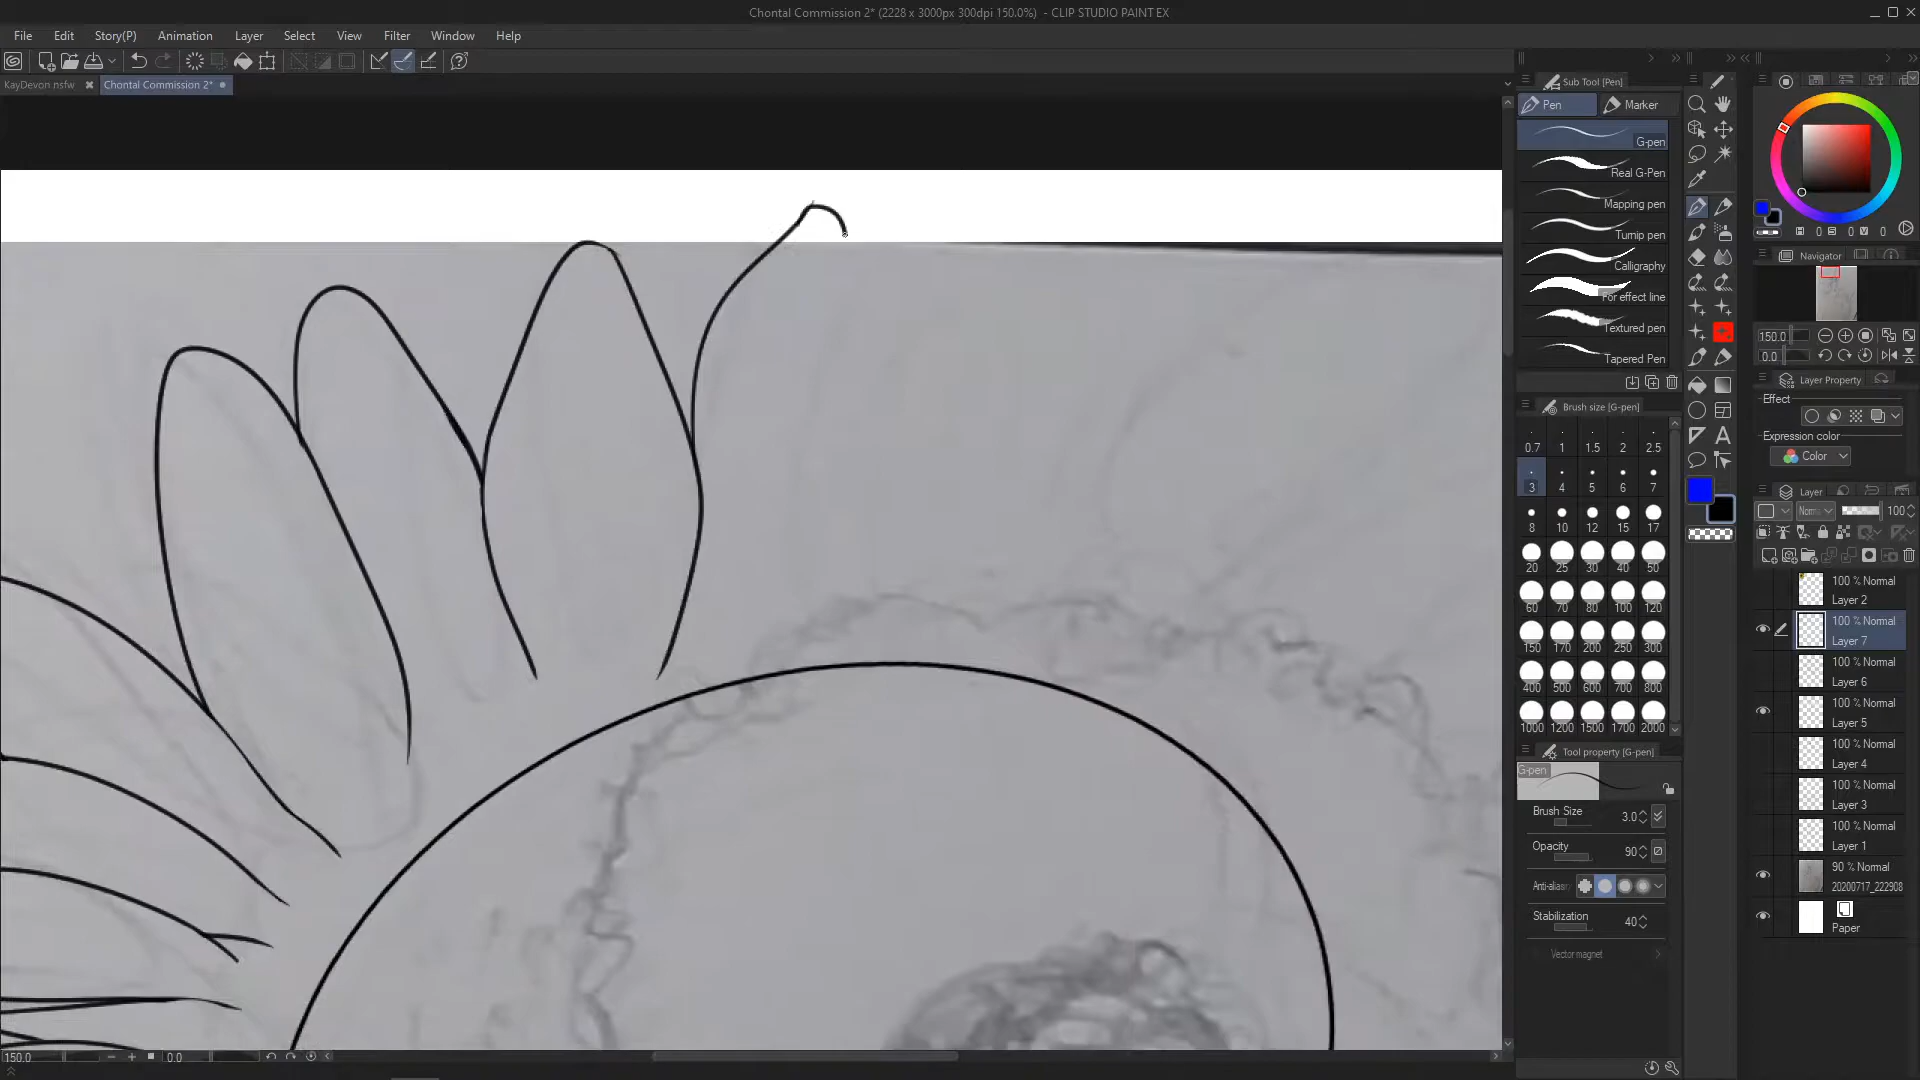 Chontal Commission 2* (2228 x 3000px 300dpi 150.0%) - CLIP STUDIO PAINT EX
File Edit Story(P) Animation Layer Select View Filter Window Help
KayDevon nsfw
Chontal Commission 2*
Sub Tool [Pen]
Pen Marker
G-pen
Real G-Pen
Mapping pen
Turnip pen
Calligraphy
For effect line
Textured pen
Tapered Pen
Brush size [G-pen]
0.7 1 1.5 2 2.5
3 4 5 6 7
8 10 12 15 17
20 25 30 40 50
60 70 80 100 120
150 170 200 250 300
400 500 600 700 800
1000 1200 1500 1700 2000
Tool property [G-pen]
G-pen
Brush Size 3.0
Opacity 90
Anti-alias
Stabilization 40
Vector magnet
H 0 S 0 V 0
Navigator
150.0
0.0
Layer Property
Effect
Expression color
Color
Layer
Norm 100
100 % Normal
Layer 2
100 % Normal
Layer 7
100 % Normal
Layer 6
100 % Normal
Layer 5
100 % Normal
Layer 4
100 % Normal
Layer 3
100 % Normal
Layer 1
90 % Normal
20200717_222908
Paper
150.0 0.0